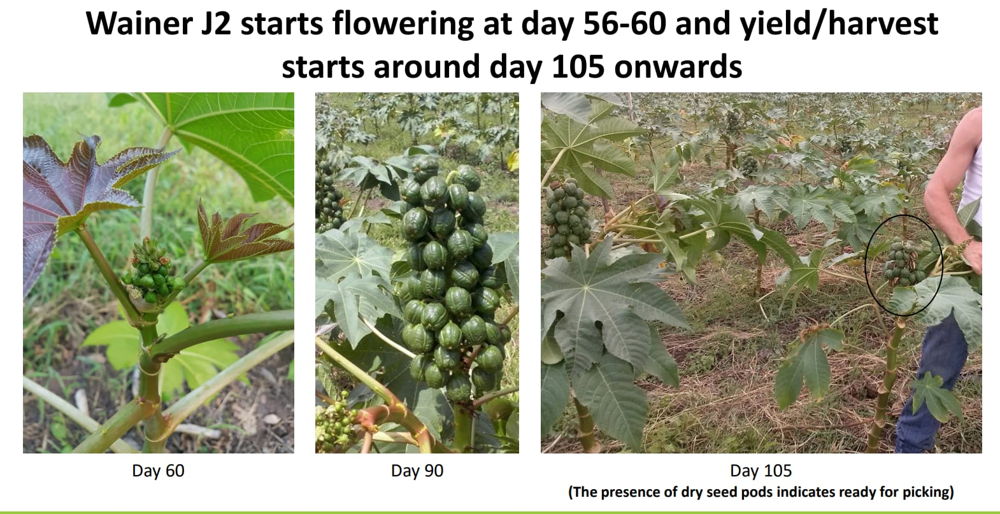 Wainer J2 starts flowering at day 56-60 and yield/harvest
starts around day 105 onwards
Day 60
Day 90
Day 105
(The presence of dry seed pods indicates ready for picking)